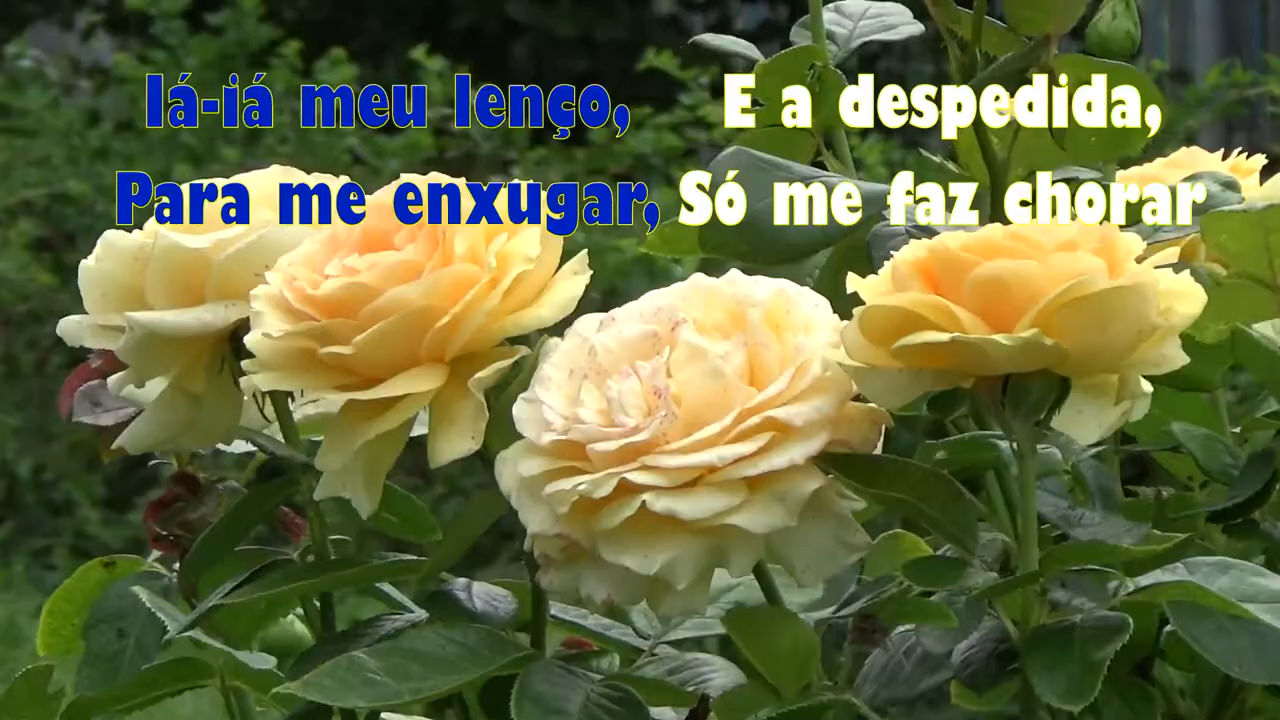 Iá-iá meu lenço,
Para me enxugar,
E a despedida,
Só me faz chorar